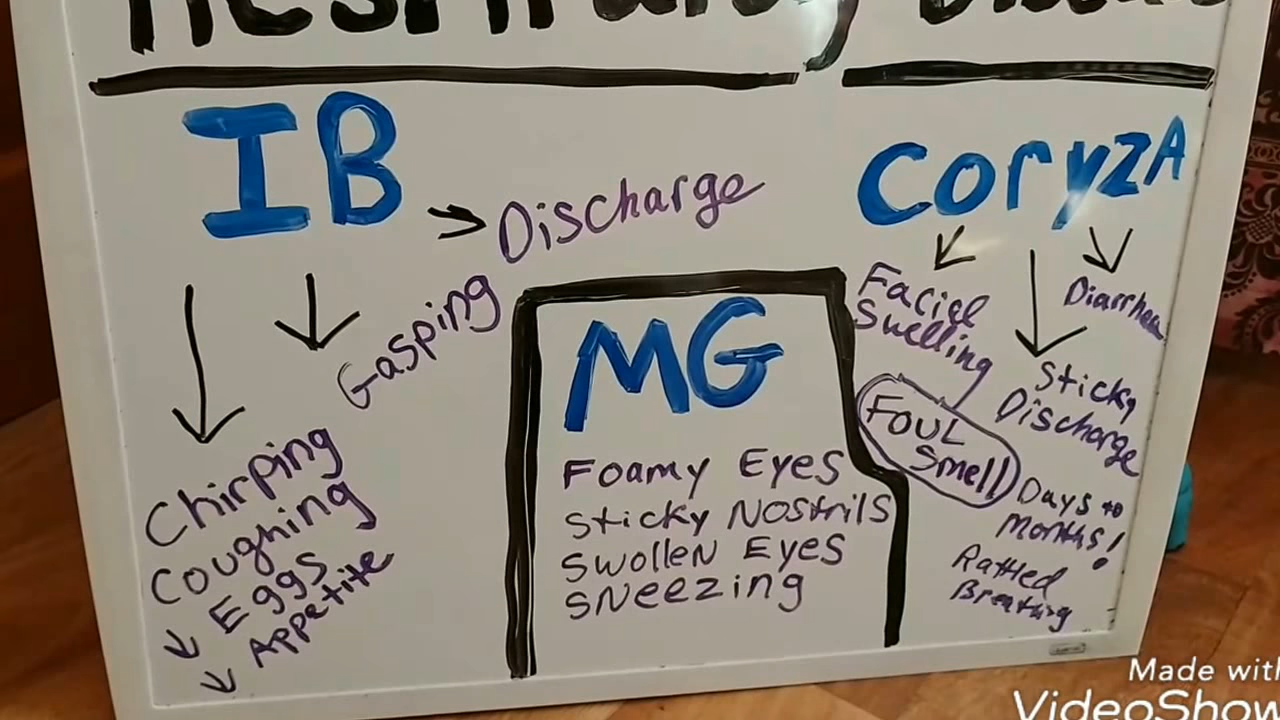 Respiratory
IB
Discharge
Gasping
Chirping
Coughing
↓ Eggs
↓ Appetite
MG
Foamy Eyes
Sticky Nostrils
Swollen Eyes
Sneezing
CoryzA
Facial
Swelling
Foul
Smell
Diarrhea
Sticky
Discharge
Days to
Months!
Rattled
Breathing
Made with
VideoShow